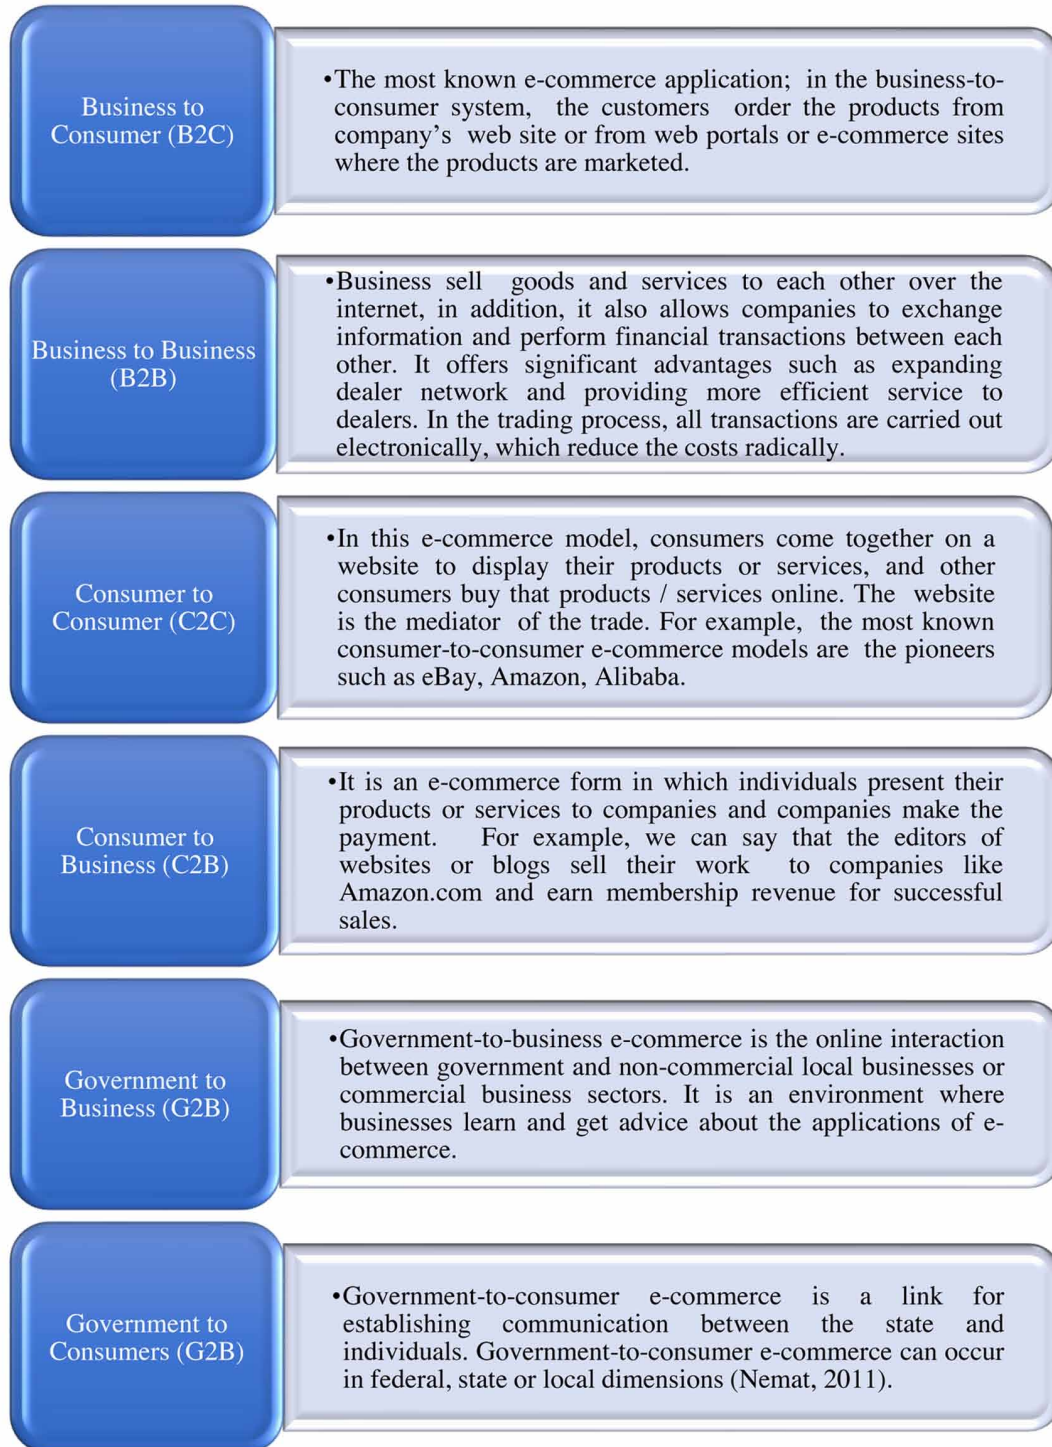 Business to
Consumer (B2C)
•The most known e-commerce application; in the business-to-
consumer system, the customers order the products from
company's web site or from web portals or e-commerce sites
where the products are marketed.
Business to Business
(B2B)
•Business sell goods and services to each other over the
internet, in addition, it also allows companies to exchange
information and perform financial transactions between each
other. It offers significant advantages such as expanding
dealer network and providing more efficient service to
dealers. In the trading process, all transactions are carried out
electronically, which reduce the costs radically.
Consumer to
Consumer (C2C)
•In this e-commerce model, consumers come together on a
website to display their products or services, and other
consumers buy that products / services online. The website
is the mediator of the trade. For example, the most known
consumer-to-consumer e-commerce models are the pioneers
such as eBay, Amazon, Alibaba.
Consumer to
Business (C2B)
•It is an e-commerce form in which individuals present their
products or services to companies and companies make the
payment. For example, we can say that the editors of
websites or blogs sell their work to companies like
Amazon.com and earn membership revenue for successful
sales.
Government to
Business (G2B)
•Government-to-business e-commerce is the online interaction
between government and non-commercial local businesses or
commercial business sectors. It is an environment where
businesses learn and get advice about the applications of e-
commerce.
Government to
Consumers (G2B)
•Government-to-consumer e-commerce is a link for
establishing communication between the state and
individuals. Government-to-consumer e-commerce can occur
in federal, state or local dimensions (Nemat, 2011).